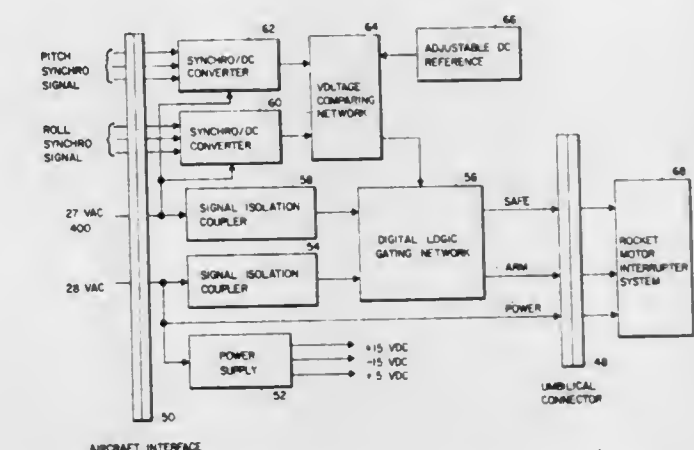 PITCH
SYNCHRO
SIGNAL
62
SYNCHRO/DC
CONVERTER
64
VOLTAGE
COMPARING
NETWORK
66
ADJUSTABLE DC
REFERENCE
ROLL
SYNCHRO
SIGNAL
60
SYNCHRO/DC
CONVERTER
27 VAC
400
58
SIGNAL ISOLATION
COUPLER
56
DIGITAL LOGIC
GATING NETWORK
SAFE
ARM
POWER
68
ROCKET
MOTOR
INTERRUPTER
SYSTEM
28 VAC
54
SIGNAL ISOLATION
COUPLER
POWER
SUPPLY
52
+15 VDC
-15 VDC
+ 5 VDC
48
UMBILICAL
CONNECTOR
50
AIRCRAFT INTERFACE